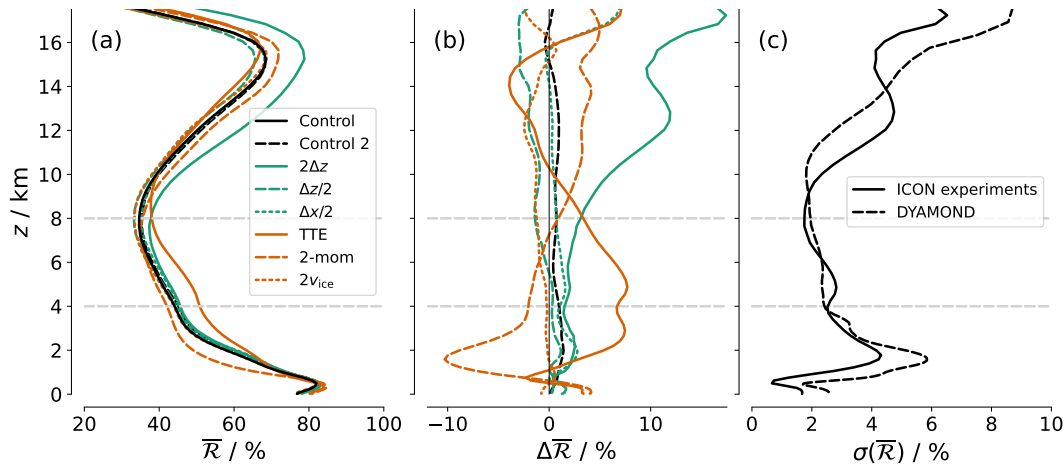 (a)
(b)
(c)
z / km
16
14
12
10
8
6
4
2
0
Control
Control 2
2Δz
Δz/2
Δx/2
TTE
2-mom
2v_ice
ICON experiments
DYAMOND
20 40 60 80 100
−10 0 10
0 2 4 6 8 10
R̅ / %
ΔR̅ / %
σ(R̅) / %